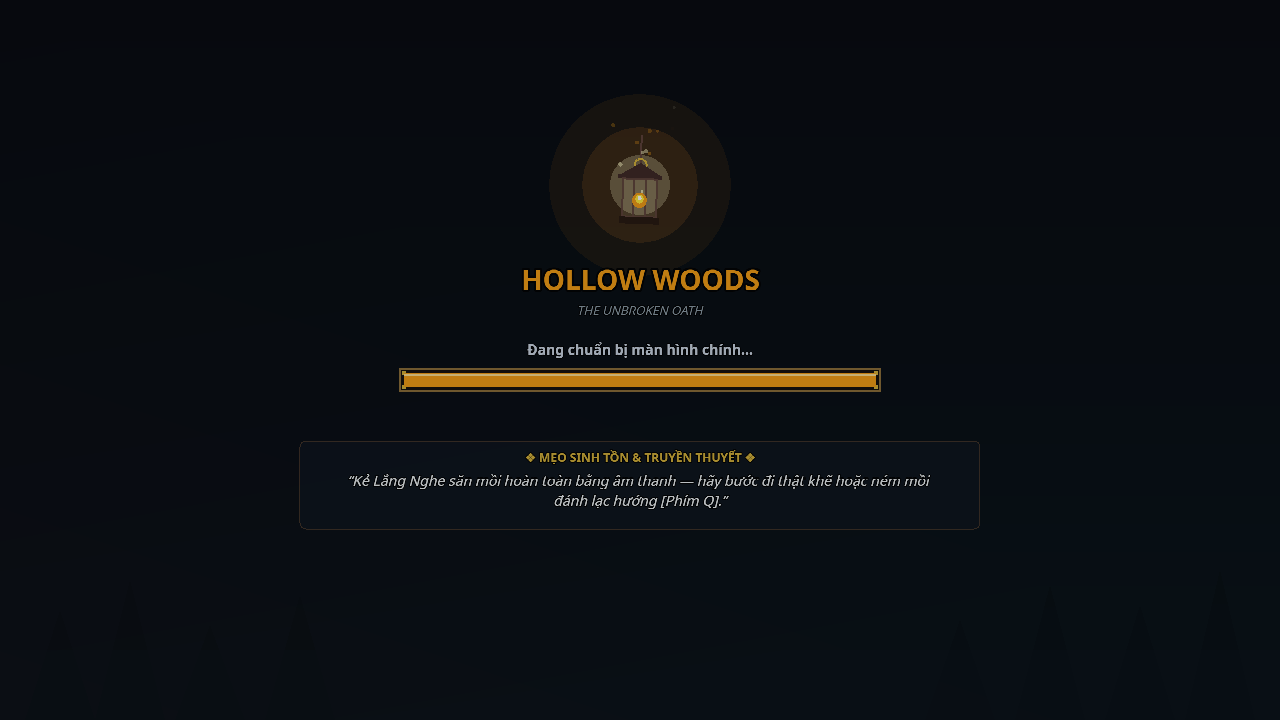 HOLLOW WOODS
THE UNBROKEN OATH
Đang chuẩn bị màn hình chính...
❖ MẸO SINH TỒN & TRUYỀN THUYẾT ❖
"Kẻ Lắng Nghe săn mồi hoàn toàn bằng âm thanh — hãy bước đi thật khẽ hoặc ném mồi
đánh lạc hướng [Phím Q]."